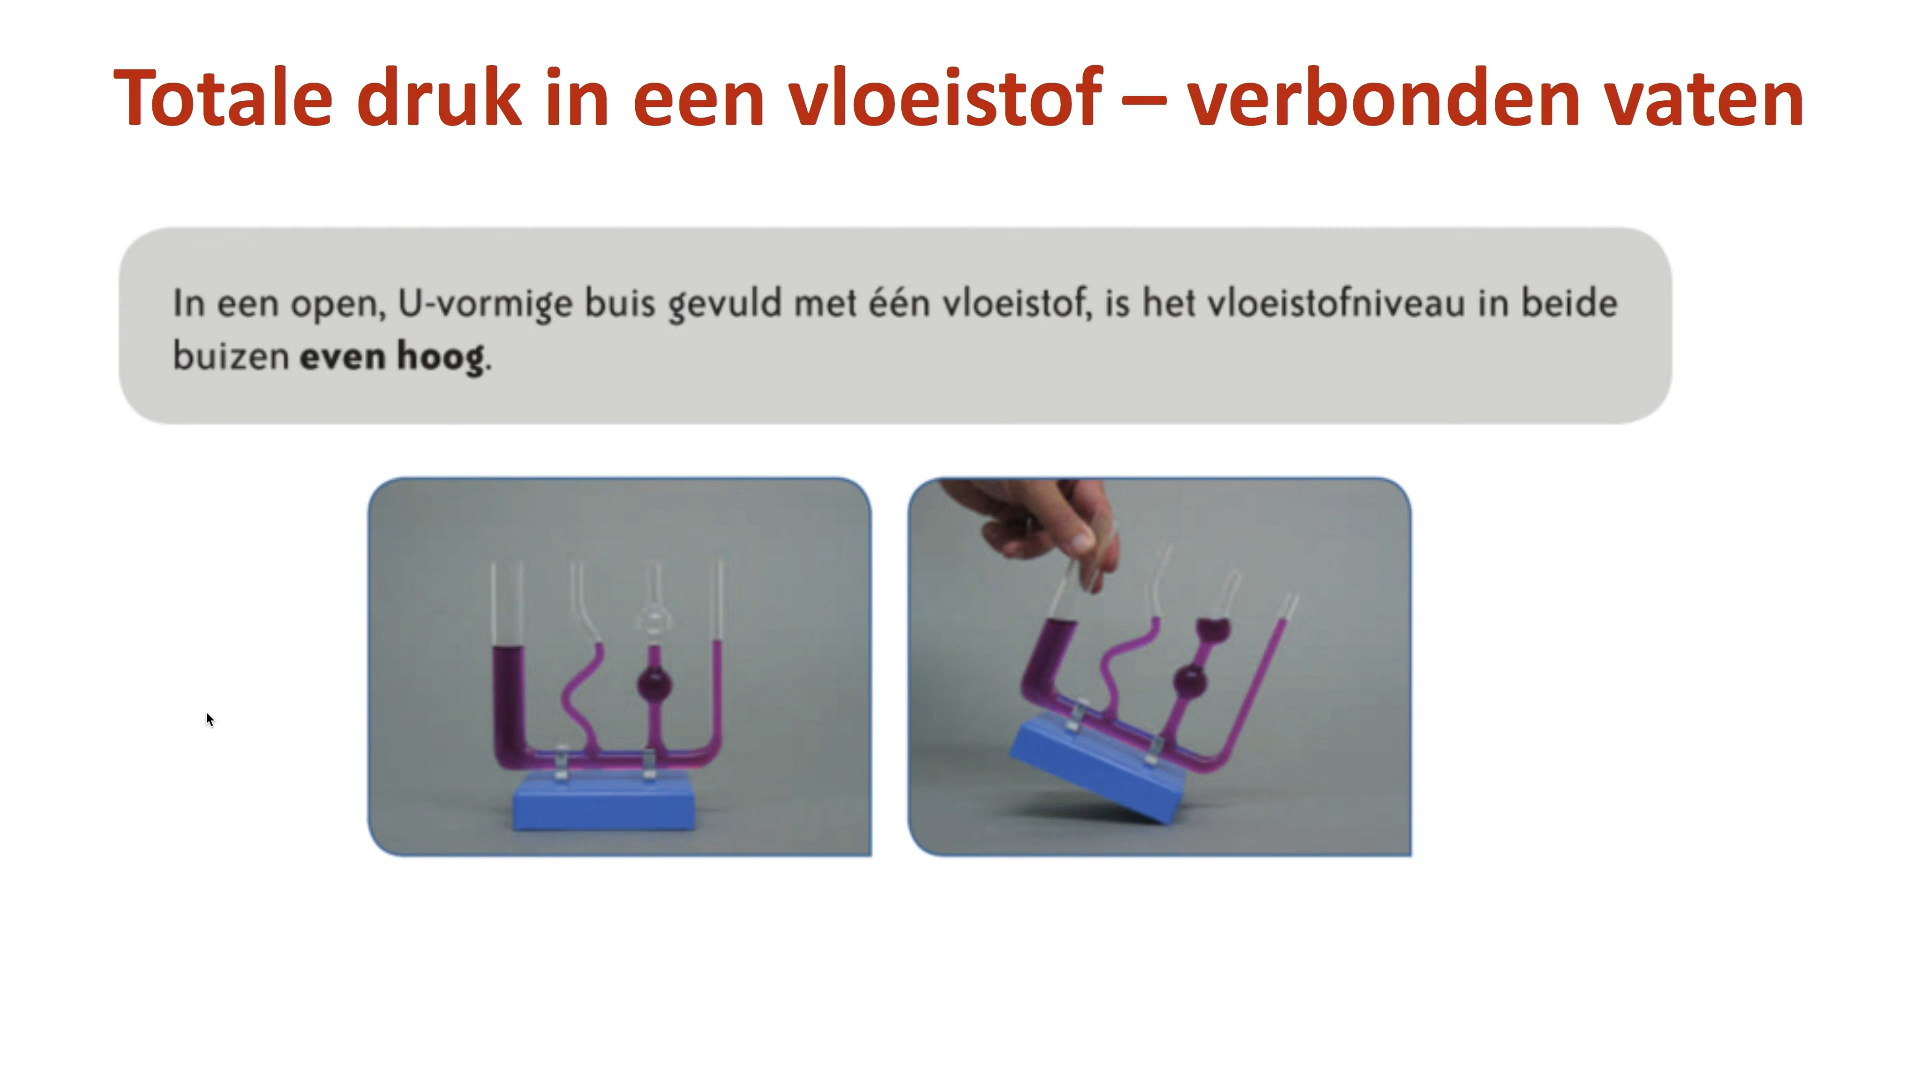 Totale druk in een vloeistof – verbonden vaten
In een open, U-vormige buis gevuld met één vloeistof, is het vloeistofniveau in beide
buizen even hoog.